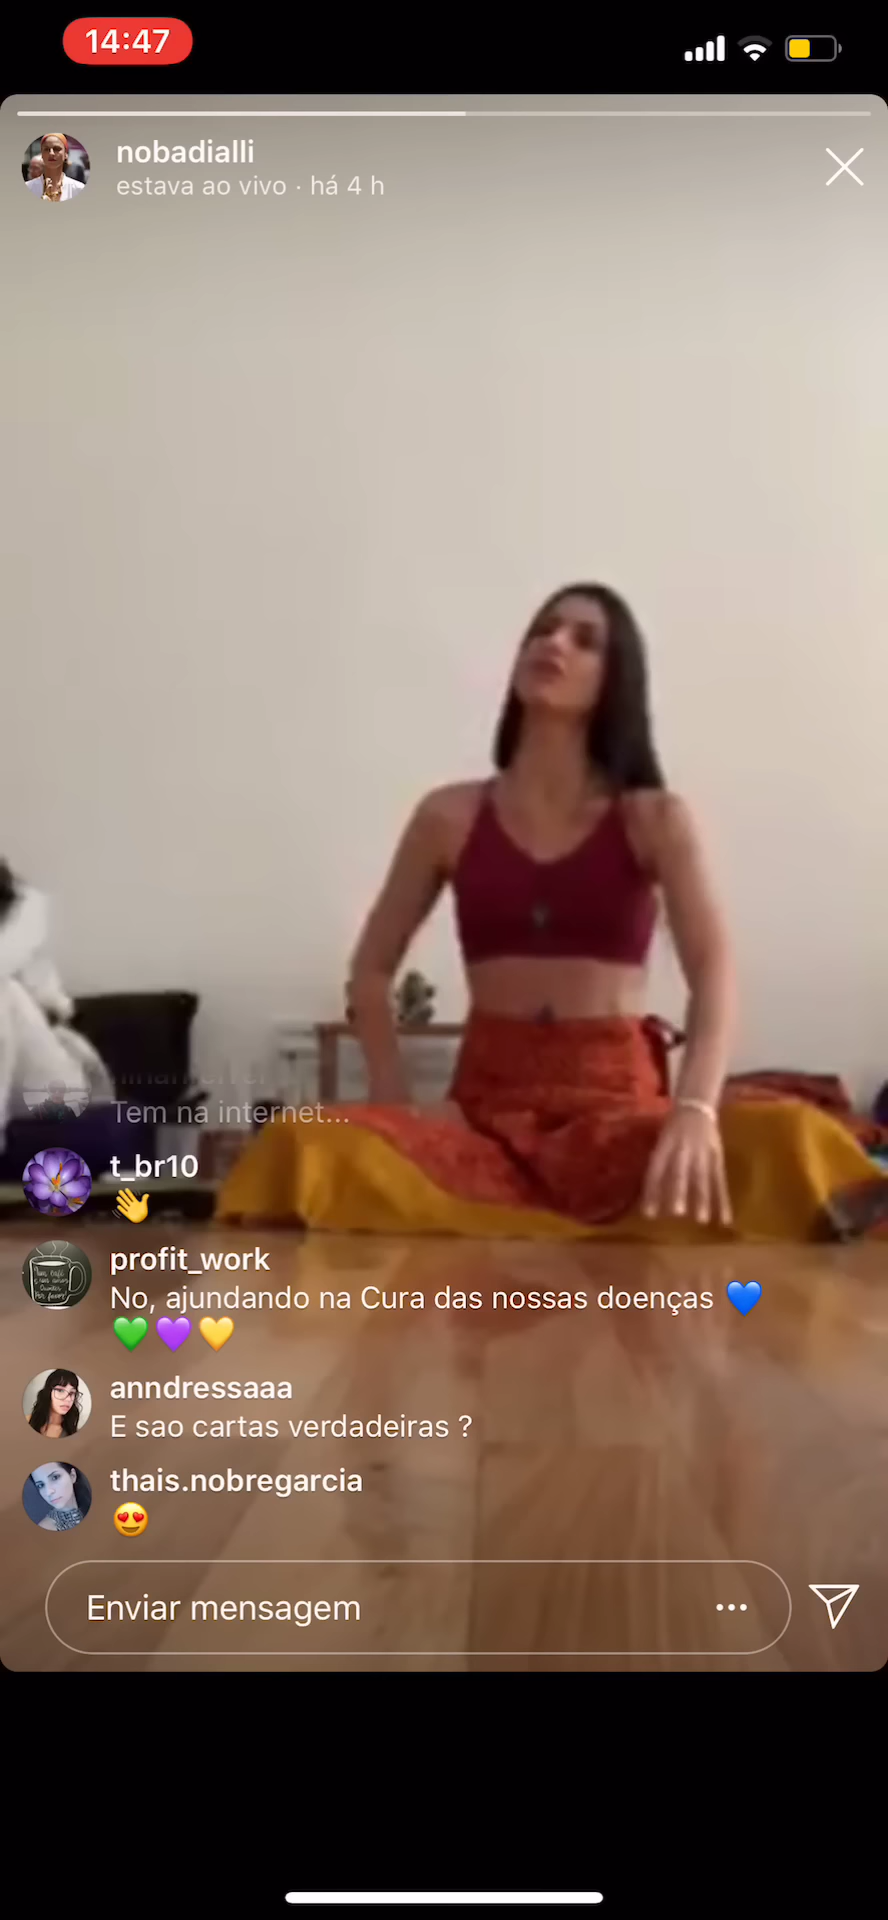 14:47
nobadialli
estava ao vivo · há 4 h
Tem na internet...
t_br10
👋
profit_work
No, ajundando na Cura das nossas doenças 💙
💚💜💛
anndressaaa
E sao cartas verdadeiras ?
thais.nobregarcia
😍
Enviar mensagem